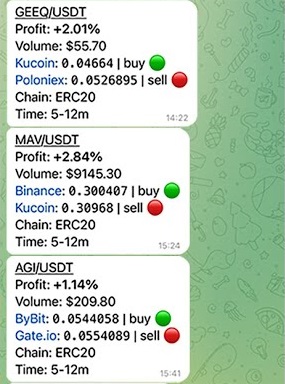 GEEQ/USDT
Profit: +2.01%
Volume: $55.70
Kucoin: 0.04664 | buy
Poloniex: 0.0526895 | sell
Chain: ERC20
Time: 5-12m
14:22
MAV/USDT
Profit: +2.84%
Volume: $9145.30
Binance: 0.300407 | buy
Kucoin: 0.30968 | sell
Chain: ERC20
Time: 5-12m
15:24
AGI/USDT
Profit: +1.14%
Volume: $209.80
ByBit: 0.0544058 | buy
Gate.io: 0.0554089 | sell
Chain: ERC20
Time: 5-12m
15:41